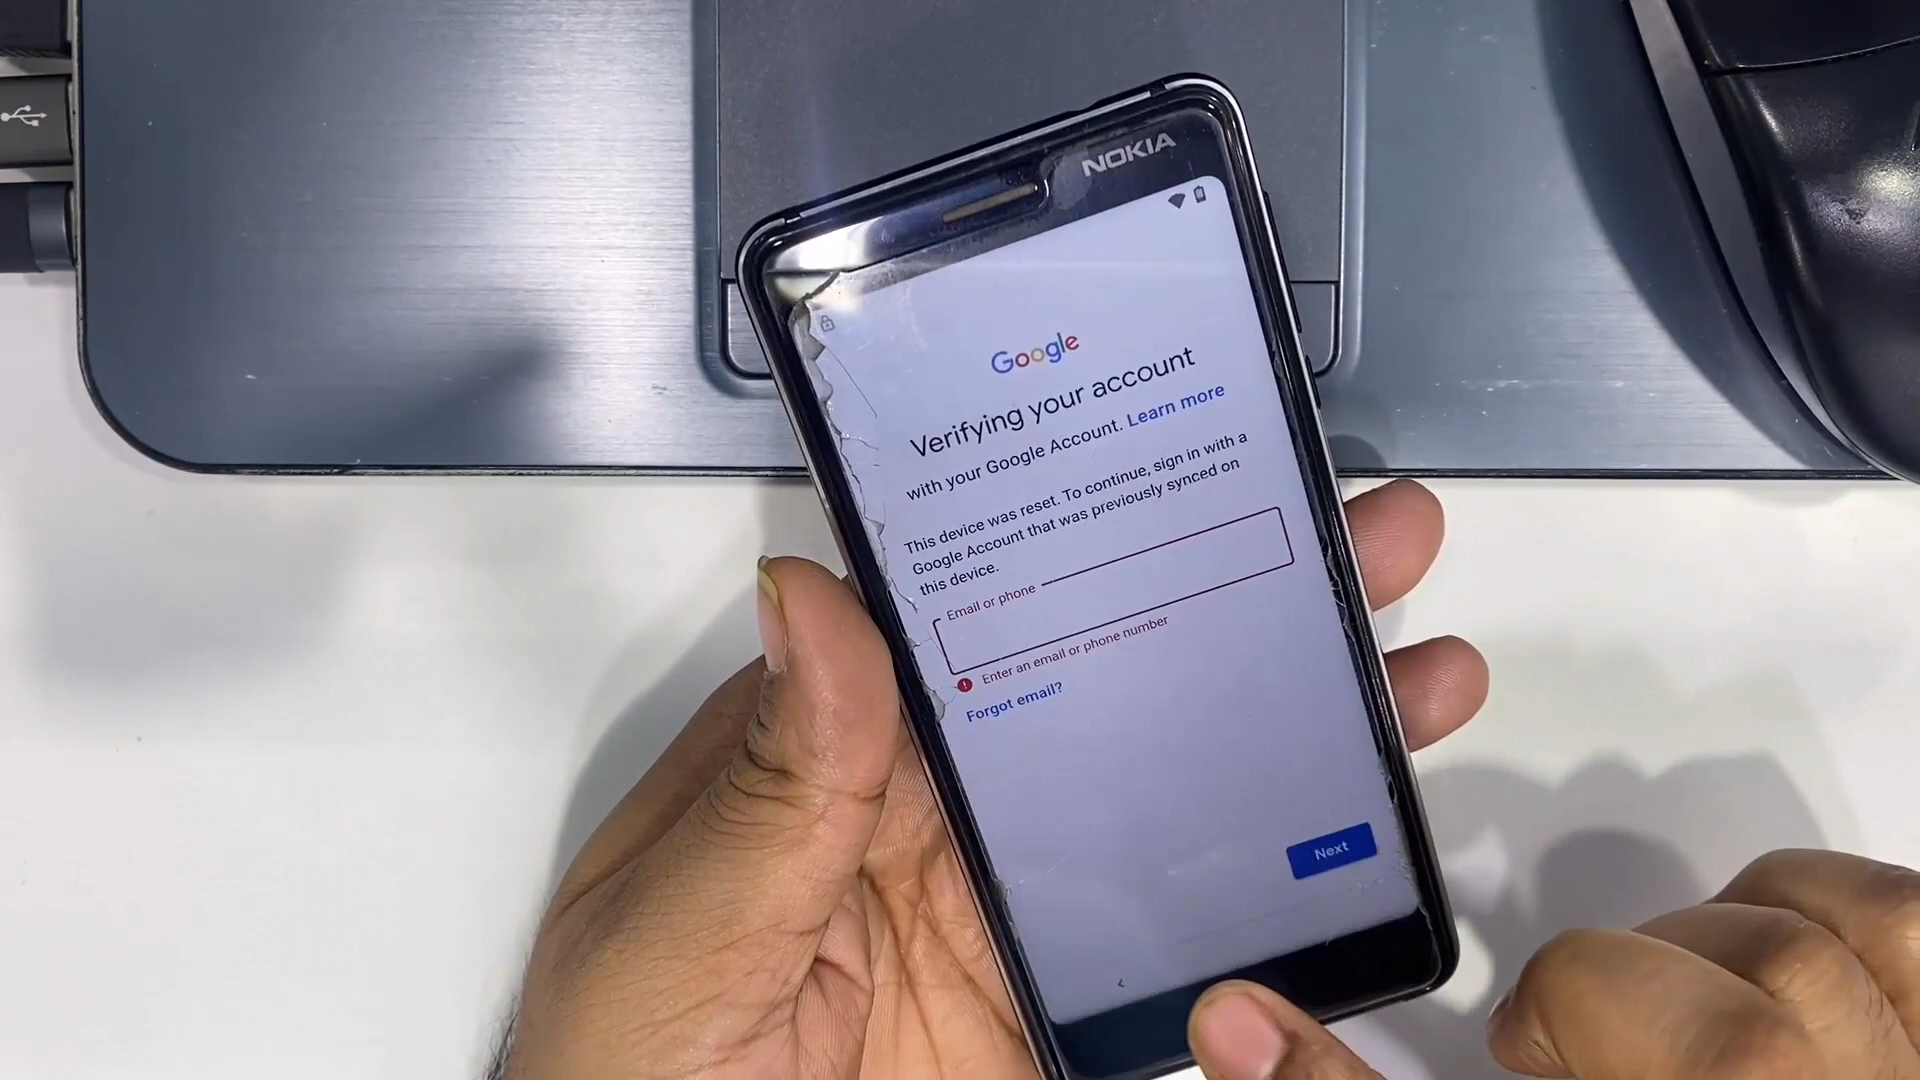 NOKIA
Google
Verifying your account
with your Google Account. Learn more
This device was reset. To continue, sign in with a
Google Account that was previously synced on
this device.
Email or phone
Enter an email or phone number
Forgot email?
Next